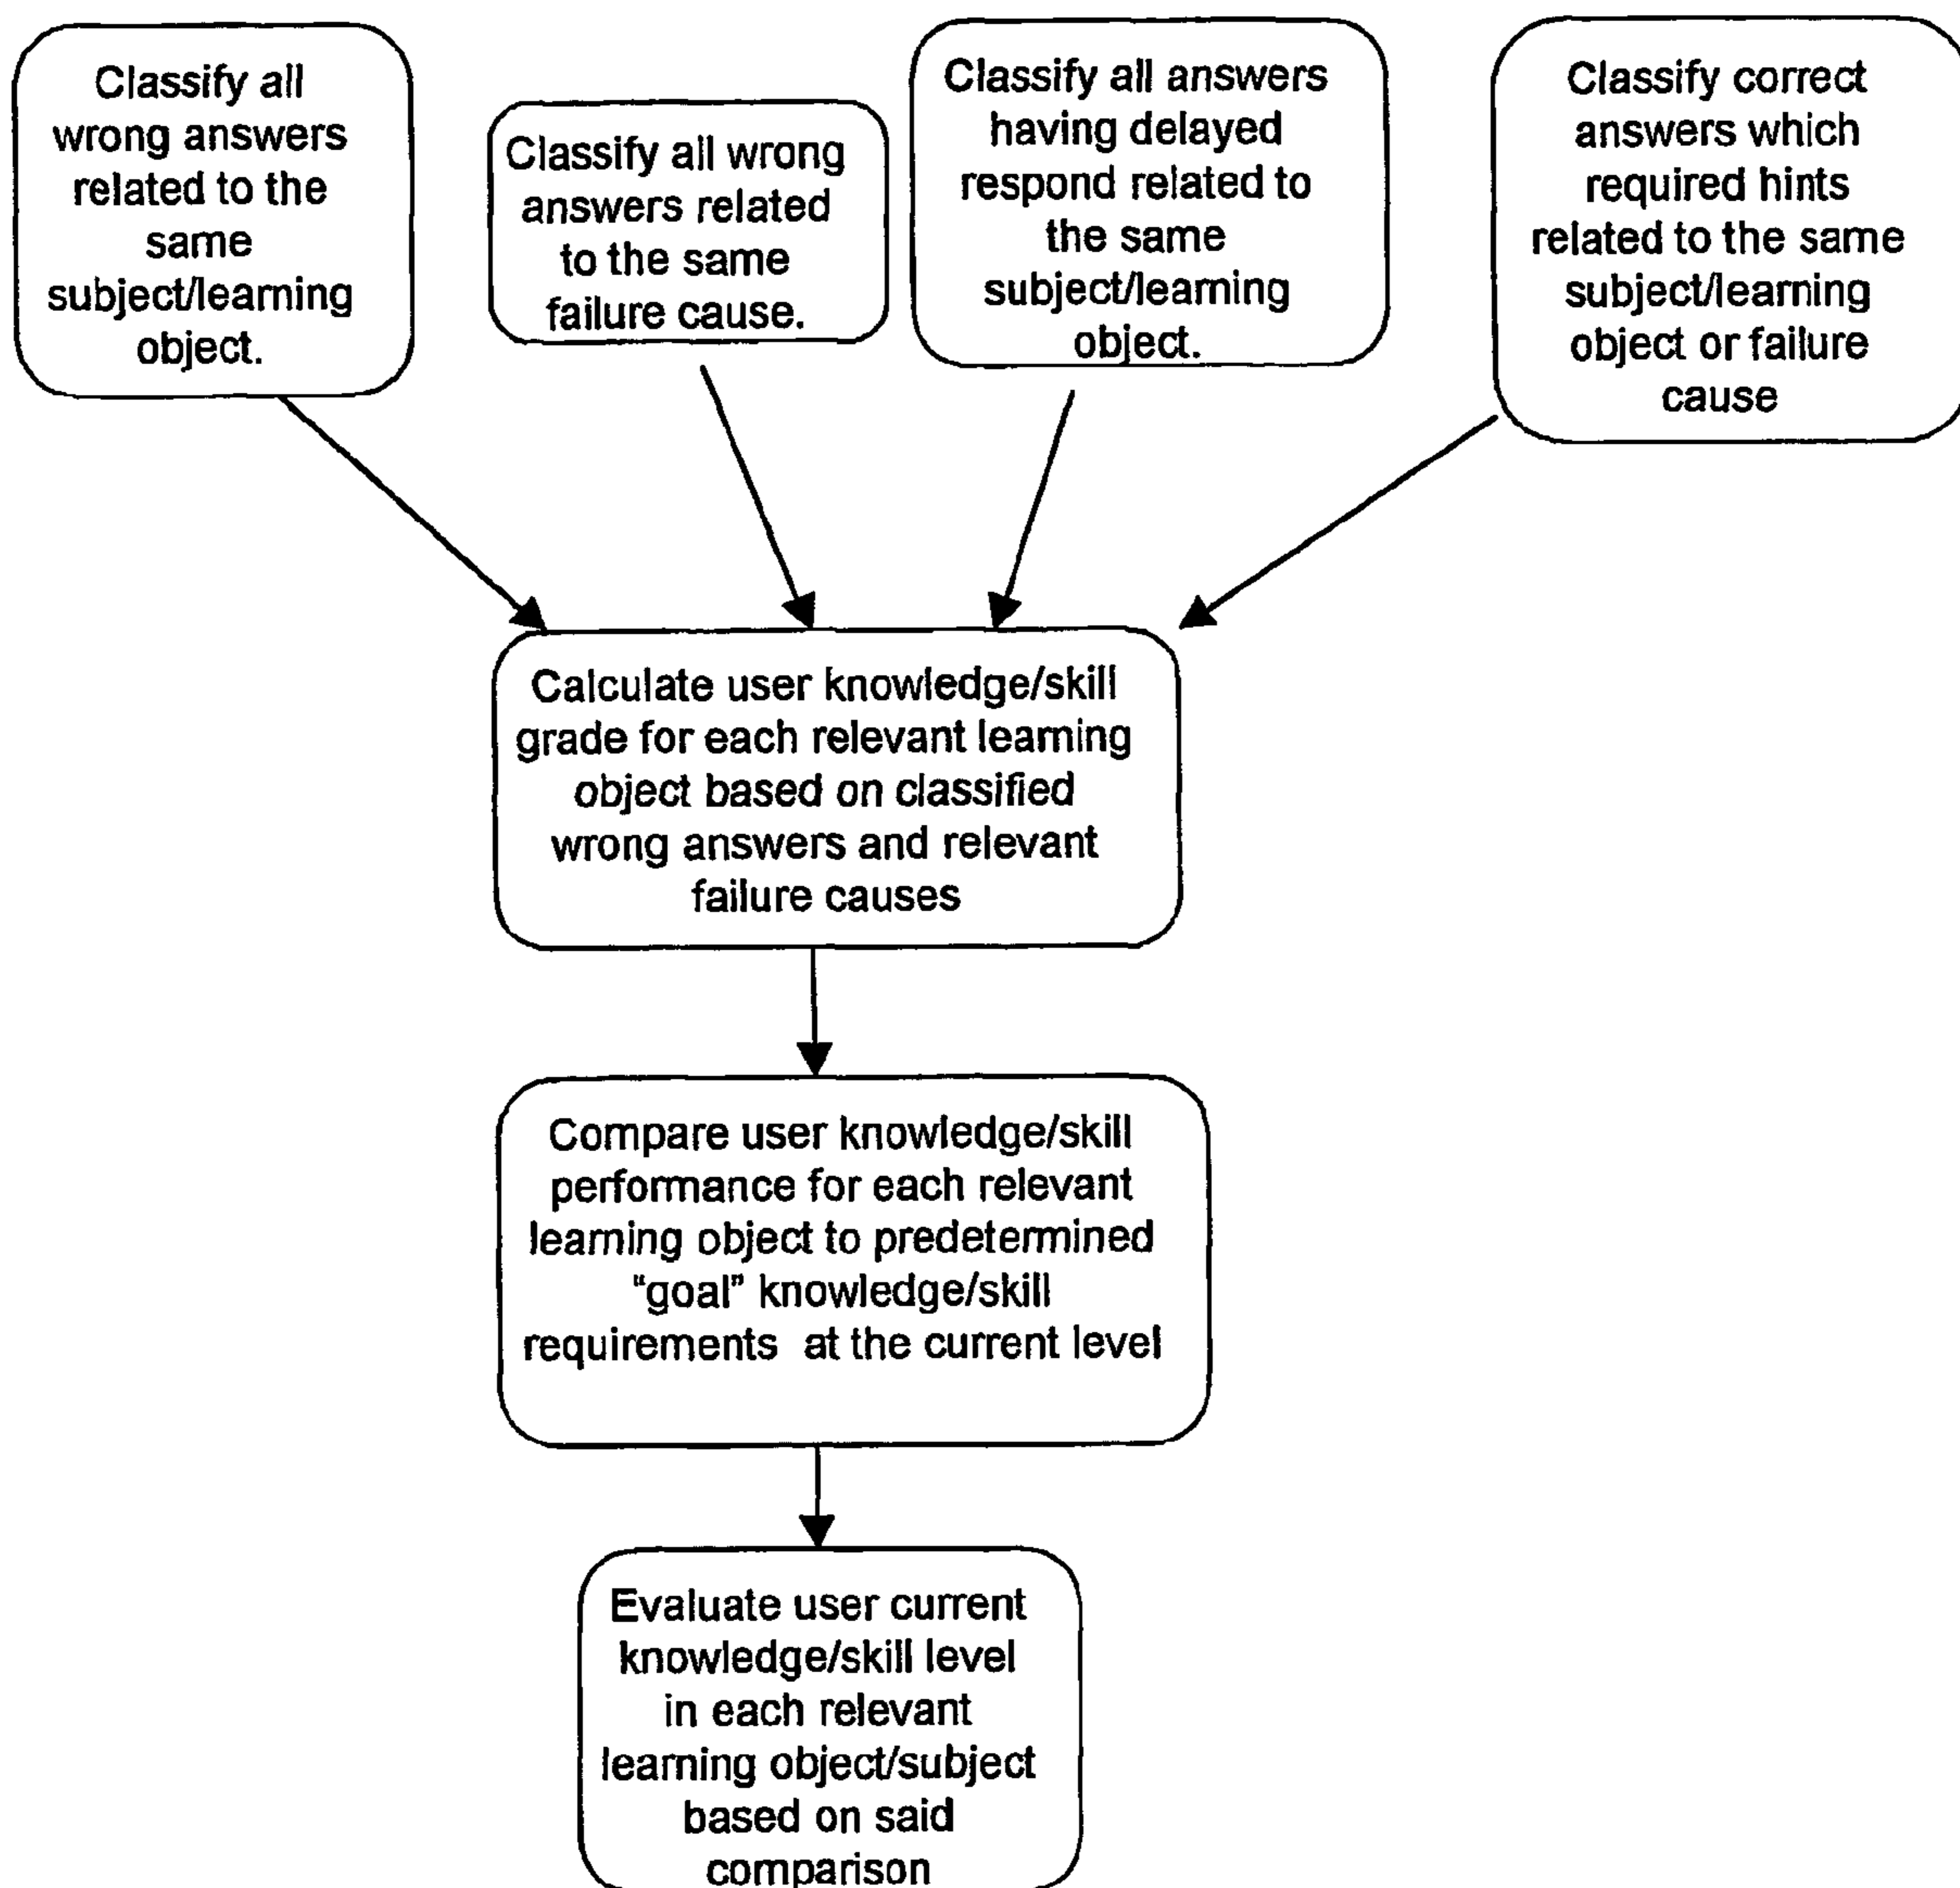 Classify all
wrong answers
related to the
same
subject/learning
object.
Classify all wrong
answers related
to the same
failure cause.
Classify all answers
having delayed
respond related to
the same
subject/learning
object.
Classify correct
answers which
required hints
related to the same
subject/learning
object or failure
cause
Calculate user knowledge/skill
grade for each relevant learning
object based on classified
wrong answers and relevant
failure causes
Compare user knowledge/skill
performance for each relevant
learning object to predetermined
“goal” knowledge/skill
requirements at the current level
Evaluate user current
knowledge/skill level
in each relevant
learning object/subject
based on said
comparison